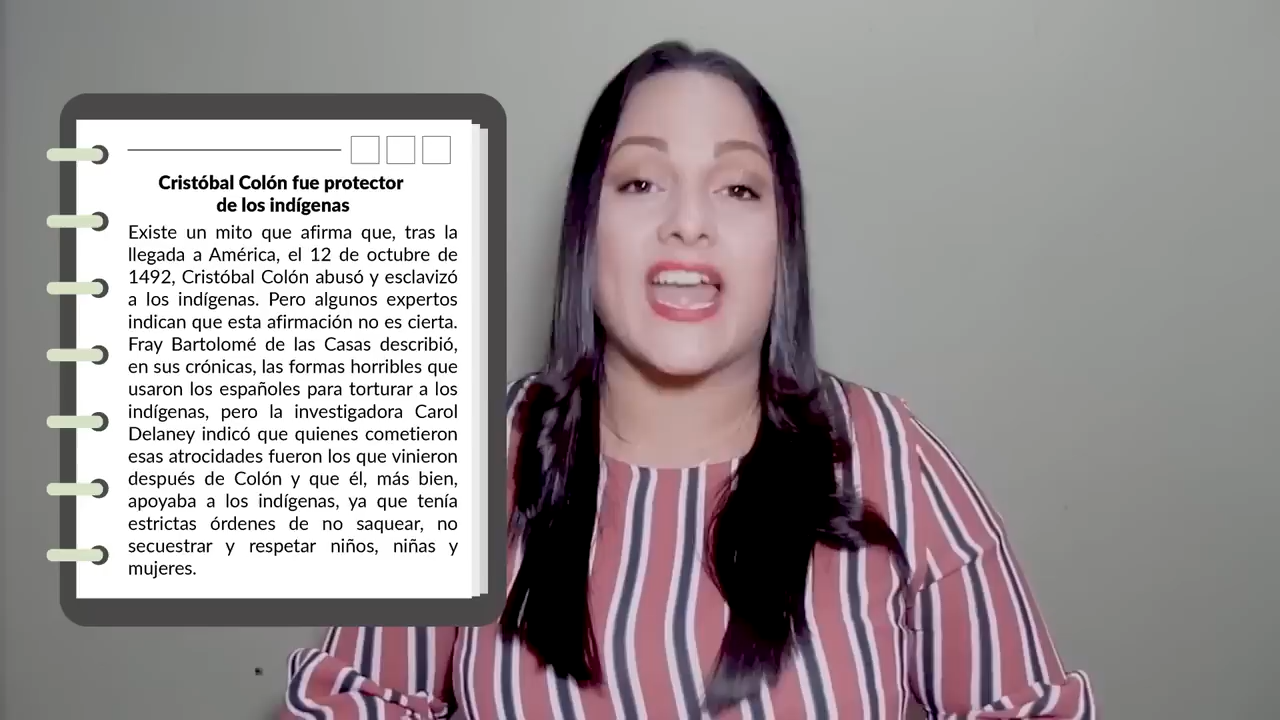 Cristóbal Colón fue protector
de los indígenas
Existe un mito que afirma que, tras la
llegada a América, el 12 de octubre de
1492, Cristóbal Colón abusó y esclavizó
a los indígenas. Pero algunos expertos
indican que esta afirmación no es cierta.
Fray Bartolomé de las Casas describió,
en sus crónicas, las formas horribles que
usaron los españoles para torturar a los
indígenas, pero la investigadora Carol
Delaney indicó que quienes cometieron
esas atrocidades fueron los que vinieron
después de Colón y que él, más bien,
apoyaba a los indígenas, ya que tenía
estrictas órdenes de no saquear, no
secuestrar y respetar niños, niñas y
mujeres.